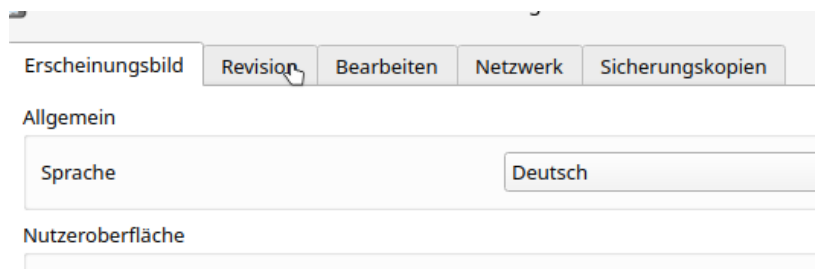 Erscheinungsbild Revision Bearbeiten Netzwerk Sicherungskopien
Allgemein
Sprache Deutsch
Nutzeroberfläche